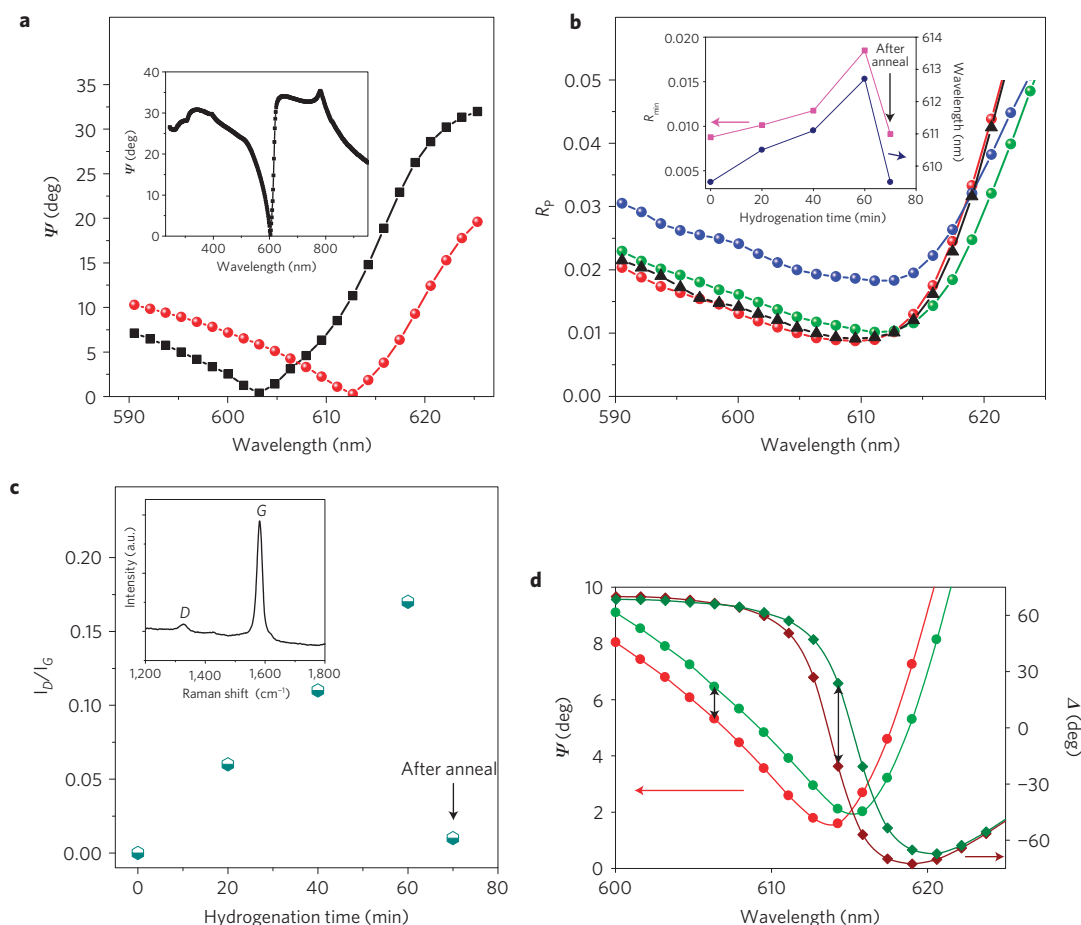 a
Ψ (deg)
35
30
25
20
15
10
5
0
590
600
610
620
Wavelength (nm)
Ψ (deg)
40
30
20
10
0
400
600
800
Wavelength (nm)
b
R_P
0.05
0.04
0.03
0.02
0.01
0.00
590
600
610
620
Wavelength (nm)
R_min
0.020
0.015
0.010
0.005
0
20
40
60
80
Hydrogenation time (min)
After
anneal
614
613
612
611
610
Wavelength (nm)
c
I_D/I_G
0.20
0.15
0.10
0.05
0.00
0
20
40
60
80
Hydrogenation time (min)
After anneal
Intensity (a.u.)
D
G
1,200
1,400
1,600
1,800
Raman shift (cm⁻¹)
d
Ψ (deg)
10
8
6
4
2
0
600
610
620
Wavelength (nm)
60
20
0
−20
−60
Δ (deg)